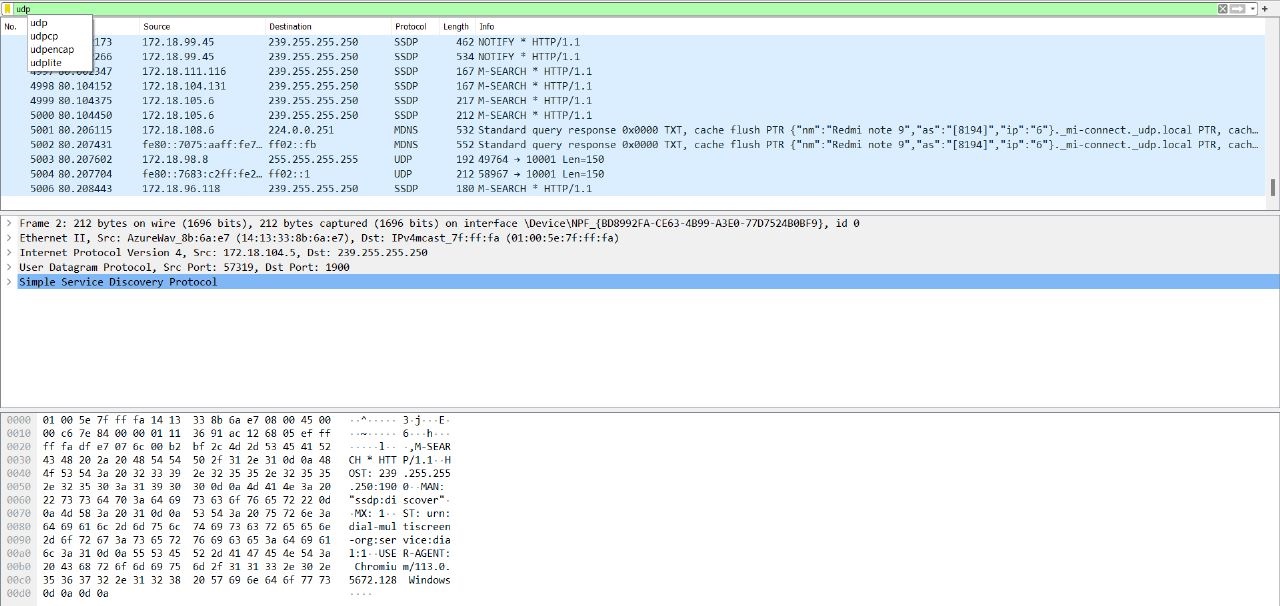 udp
No. Source Destination Protocol Length Info
udp
udpcp
udpencap
udplite
173 172.18.99.45 239.255.255.250 SSDP 462 NOTIFY * HTTP/1.1
266 172.18.99.45 239.255.255.250 SSDP 534 NOTIFY * HTTP/1.1
4997 80.002347 172.18.111.116 239.255.255.250 SSDP 167 M-SEARCH * HTTP/1.1
4998 80.104152 172.18.104.131 239.255.255.250 SSDP 167 M-SEARCH * HTTP/1.1
4999 80.104375 172.18.105.6 239.255.255.250 SSDP 217 M-SEARCH * HTTP/1.1
5000 80.104450 172.18.105.6 239.255.255.250 SSDP 212 M-SEARCH * HTTP/1.1
5001 80.206115 172.18.108.6 224.0.0.251 MDNS 532 Standard query response 0x0000 TXT, cache flush PTR {"nm":"Redmi note 9","as":"[8194]","ip":"6"}._mi-connect._udp.local PTR, cach…
5002 80.207431 fe80::7075:aaff:fe7… ff02::fb MDNS 552 Standard query response 0x0000 TXT, cache flush PTR {"nm":"Redmi note 9","as":"[8194]","ip":"6"}._mi-connect._udp.local PTR, cach…
5003 80.207602 172.18.98.8 255.255.255.255 UDP 192 49764 → 10001 Len=150
5004 80.207704 fe80::7683:c2ff:fe2… ff02::1 UDP 212 58967 → 10001 Len=150
5006 80.208443 172.18.96.118 239.255.255.250 SSDP 180 M-SEARCH * HTTP/1.1
> Frame 2: 212 bytes on wire (1696 bits), 212 bytes captured (1696 bits) on interface \Device\NPF_{BD8992FA-CE63-4B99-A3E0-77D7524B0BF9}, id 0
> Ethernet II, Src: AzureWav_8b:6a:e7 (14:13:33:8b:6a:e7), Dst: IPv4mcast_7f:ff:fa (01:00:5e:7f:ff:fa)
> Internet Protocol Version 4, Src: 172.18.104.5, Dst: 239.255.255.250
> User Datagram Protocol, Src Port: 57319, Dst Port: 1900
> Simple Service Discovery Protocol
0000 01 00 5e 7f ff fa 14 13 33 8b 6a e7 08 00 45 00 ··^····· 3·j···E·
0010 00 c6 7e 84 00 00 01 11 36 91 ac 12 68 05 ef ff ··~····· 6···h···
0020 ff fa df e7 07 6c 00 b2 bf 2c 4d 2d 53 45 41 52 ·····l·· ·,M-SEAR
0030 43 48 20 2a 20 48 54 54 50 2f 31 2e 31 0d 0a 48 CH * HTT P/1.1··H
0040 4f 53 54 3a 20 32 33 39 2e 32 35 35 2e 32 35 35 OST: 239 .255.255
0050 2e 32 35 30 3a 31 39 30 30 0d 0a 4d 41 4e 3a 20 .250:190 0··MAN:
0060 22 73 73 64 70 3a 64 69 73 63 6f 76 65 72 22 0d "ssdp:di scover"·
0070 0a 4d 58 3a 20 31 0d 0a 53 54 3a 20 75 72 6e 3a ·MX: 1·· ST: urn:
0080 64 69 61 6c 2d 6d 75 6c 74 69 73 63 72 65 65 6e dial-mul tiscreen
0090 2d 6f 72 67 3a 73 65 72 76 69 63 65 3a 64 69 61 -org:ser vice:dia
00a0 6c 3a 31 0d 0a 55 53 45 52 2d 41 47 45 4e 54 3a l:1··USE R-AGENT:
00b0 20 43 68 72 6f 6d 69 75 6d 2f 31 31 33 2e 30 2e Chromiu m/113.0.
00c0 35 36 37 32 2e 31 32 38 20 57 69 6e 64 6f 77 73 5672.128 Windows
00d0 0d 0a 0d 0a ····